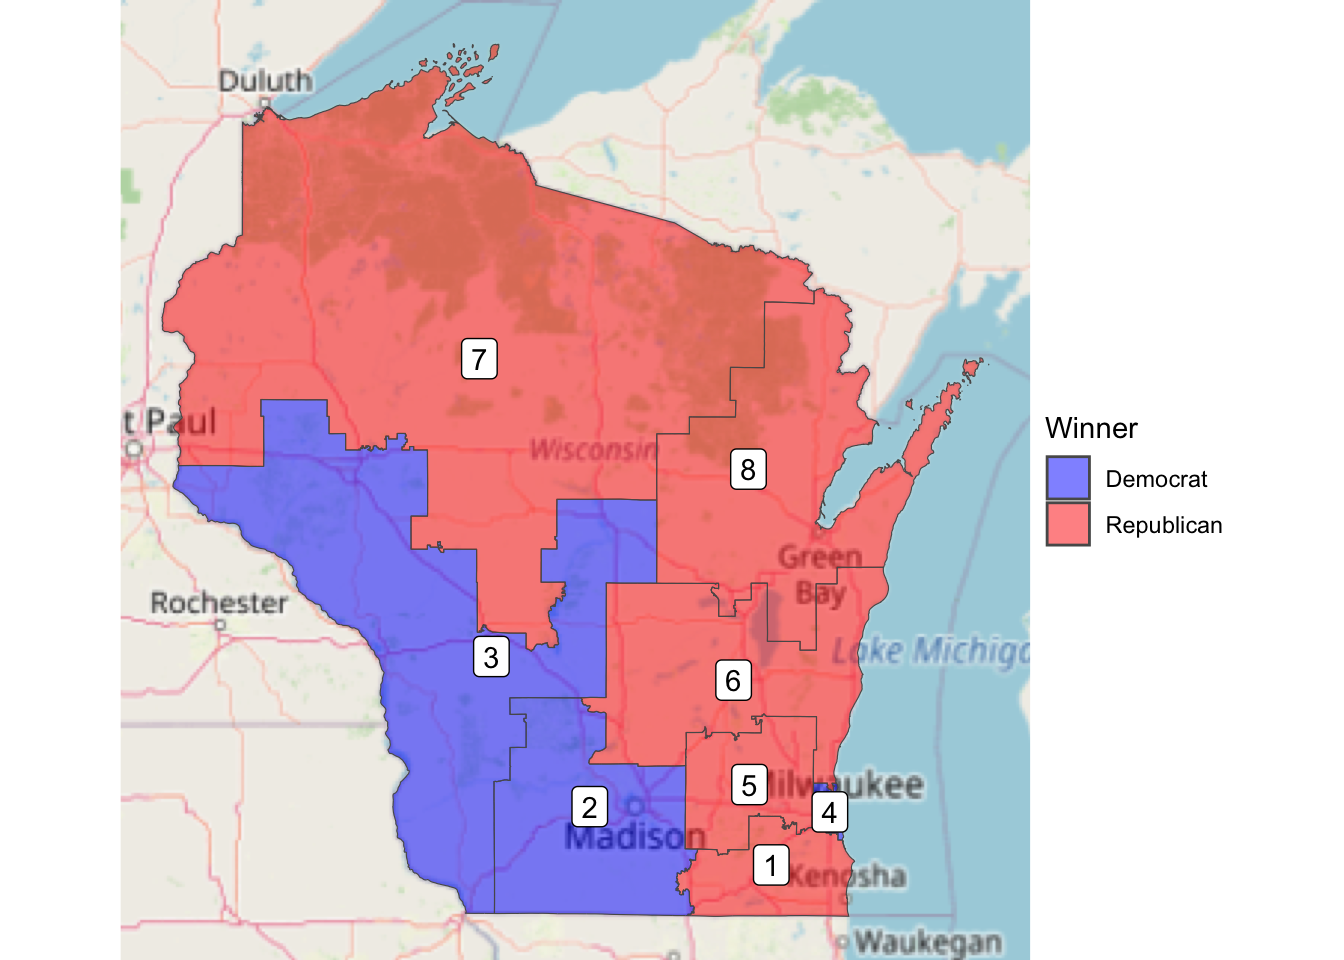 Duluth
t Paul
7
Wisconsin
8
Green
Bay
Rochester
Lake Michiga
3
6
5
Milwaukee
4
2
Madison
1
Kenosha
Waukegan
Winner
Democrat
Republican